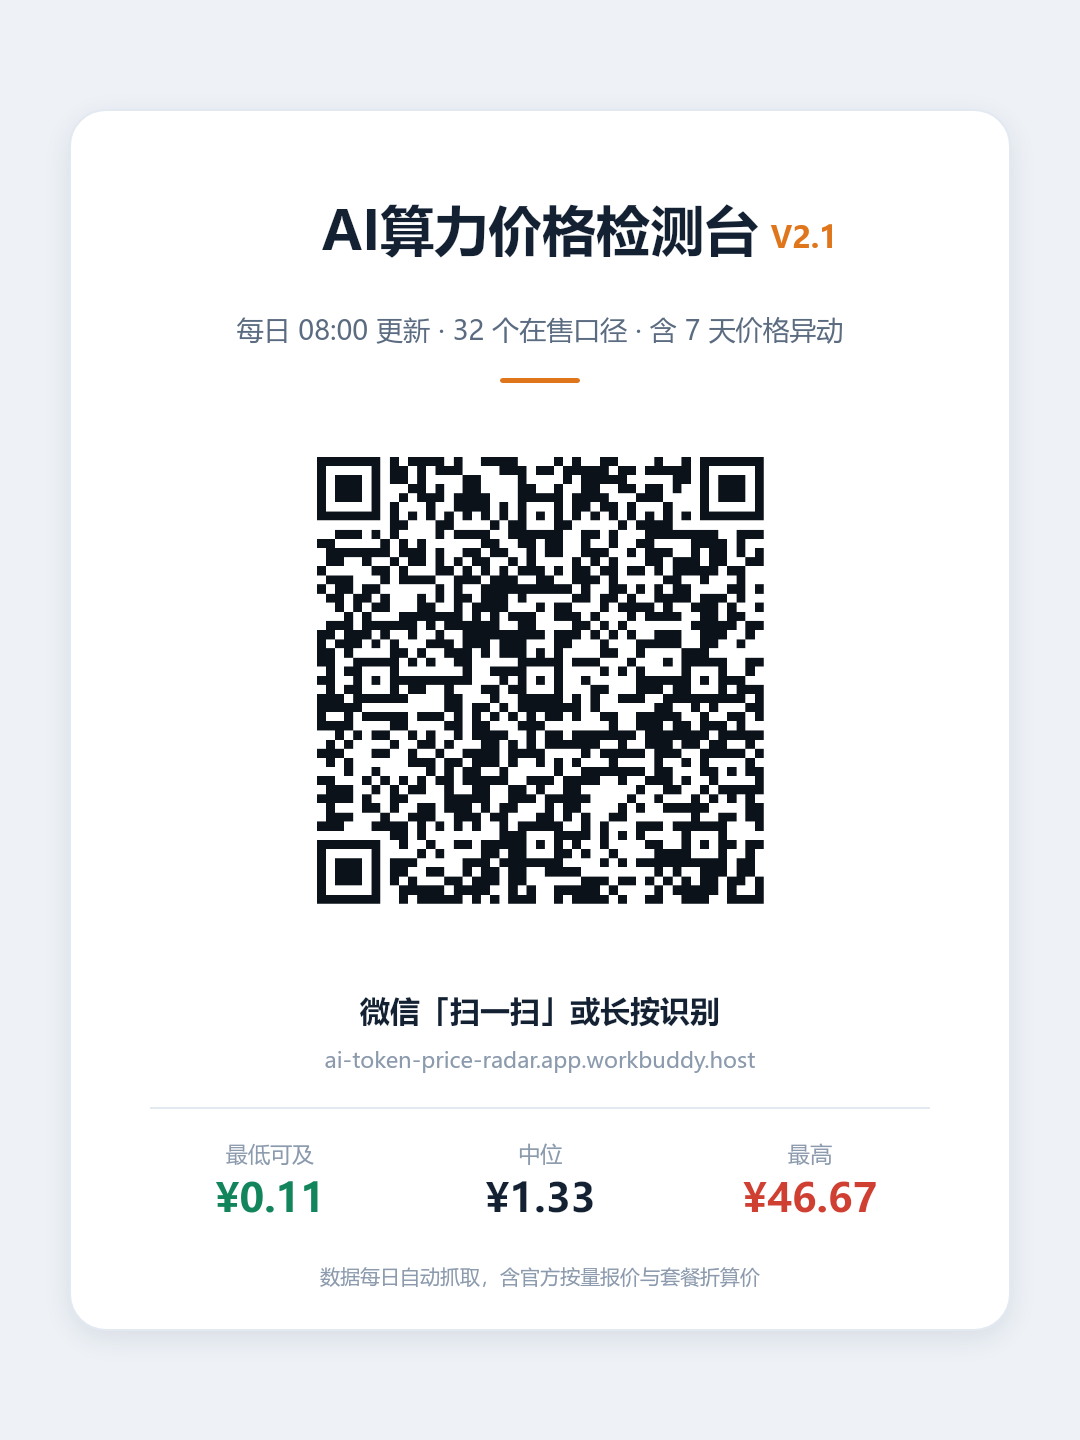 AI算力价格检测台 V2.1
每日 08:00 更新 · 32 个在售口径 · 含 7 天价格异动
微信「扫一扫」或长按识别
ai-token-price-radar.app.workbuddy.host
最低可及 中位 最高
¥0.11 ¥1.33 ¥46.67
数据每日自动抓取，含官方按量报价与套餐折算价